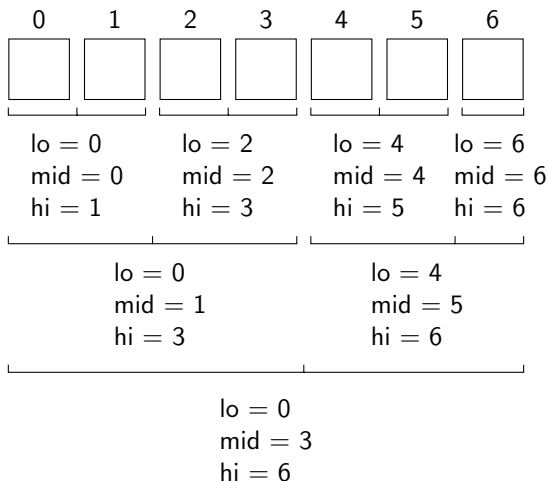 0 1 2 3 4 5 6
lo = 0 lo = 2 lo = 4 lo = 6
mid = 0 mid = 2 mid = 4 mid = 6
hi = 1 hi = 3 hi = 5 hi = 6
lo = 0 lo = 4
mid = 1 mid = 5
hi = 3 hi = 6
lo = 0
mid = 3
hi = 6